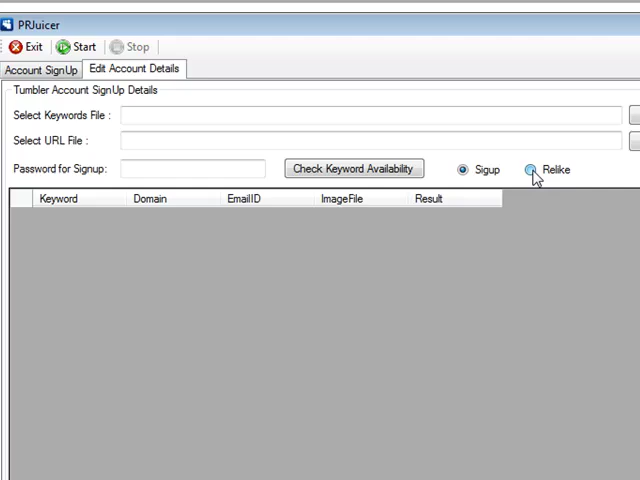 PRJuicer
Exit Start Stop
Account SignUp Edit Account Details
Tumbler Account SignUp Details
Select Keywords File :
Select URL File :
Password for Signup: Check Keyword Availability Sigup Relike
Keyword Domain EmailID ImageFile Result